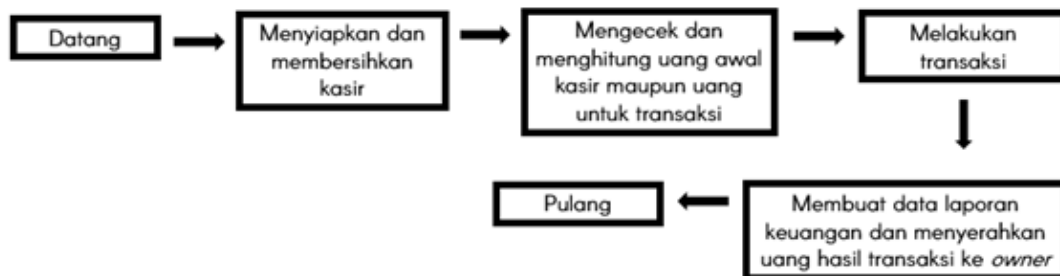 Datang
Menyiapkan dan
membersihkan
kasir
Mengecek dan
menghitung uang awal
kasir maupun uang
untuk transaksi
Melakukan
transaksi
Membuat data laporan
keuangan dan menyerahkan
uang hasil transaksi ke owner
Pulang